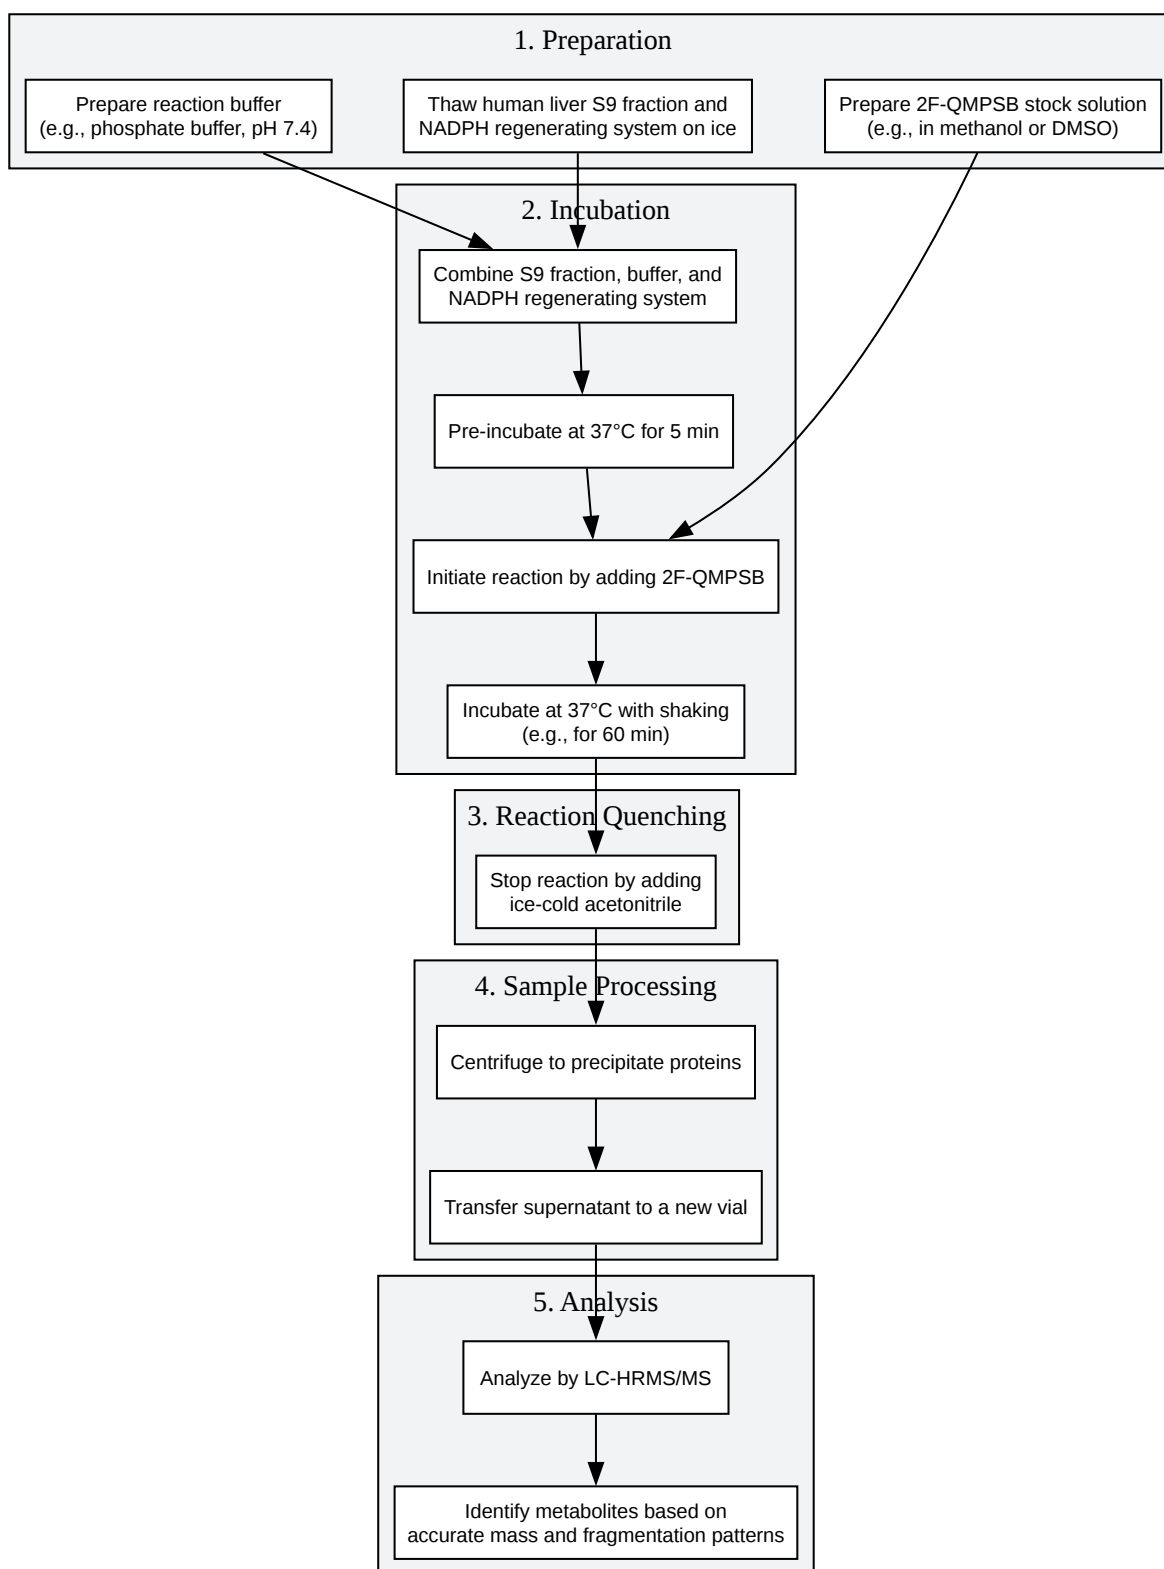 1. Preparation
Prepare reaction buffer
(e.g., phosphate buffer, pH 7.4)
Thaw human liver S9 fraction and
NADPH regenerating system on ice
Prepare 2F-QMPSB stock solution
(e.g., in methanol or DMSO)
2. Incubation
Combine S9 fraction, buffer, and
NADPH regenerating system
Pre-incubate at 37°C for 5 min
Initiate reaction by adding 2F-QMPSB
Incubate at 37°C with shaking
(e.g., for 60 min)
3. Reaction Quenching
Stop reaction by adding
ice-cold acetonitrile
4. Sample Processing
Centrifuge to precipitate proteins
Transfer supernatant to a new vial
5. Analysis
Analyze by LC-HRMS/MS
Identify metabolites based on
accurate mass and fragmentation patterns